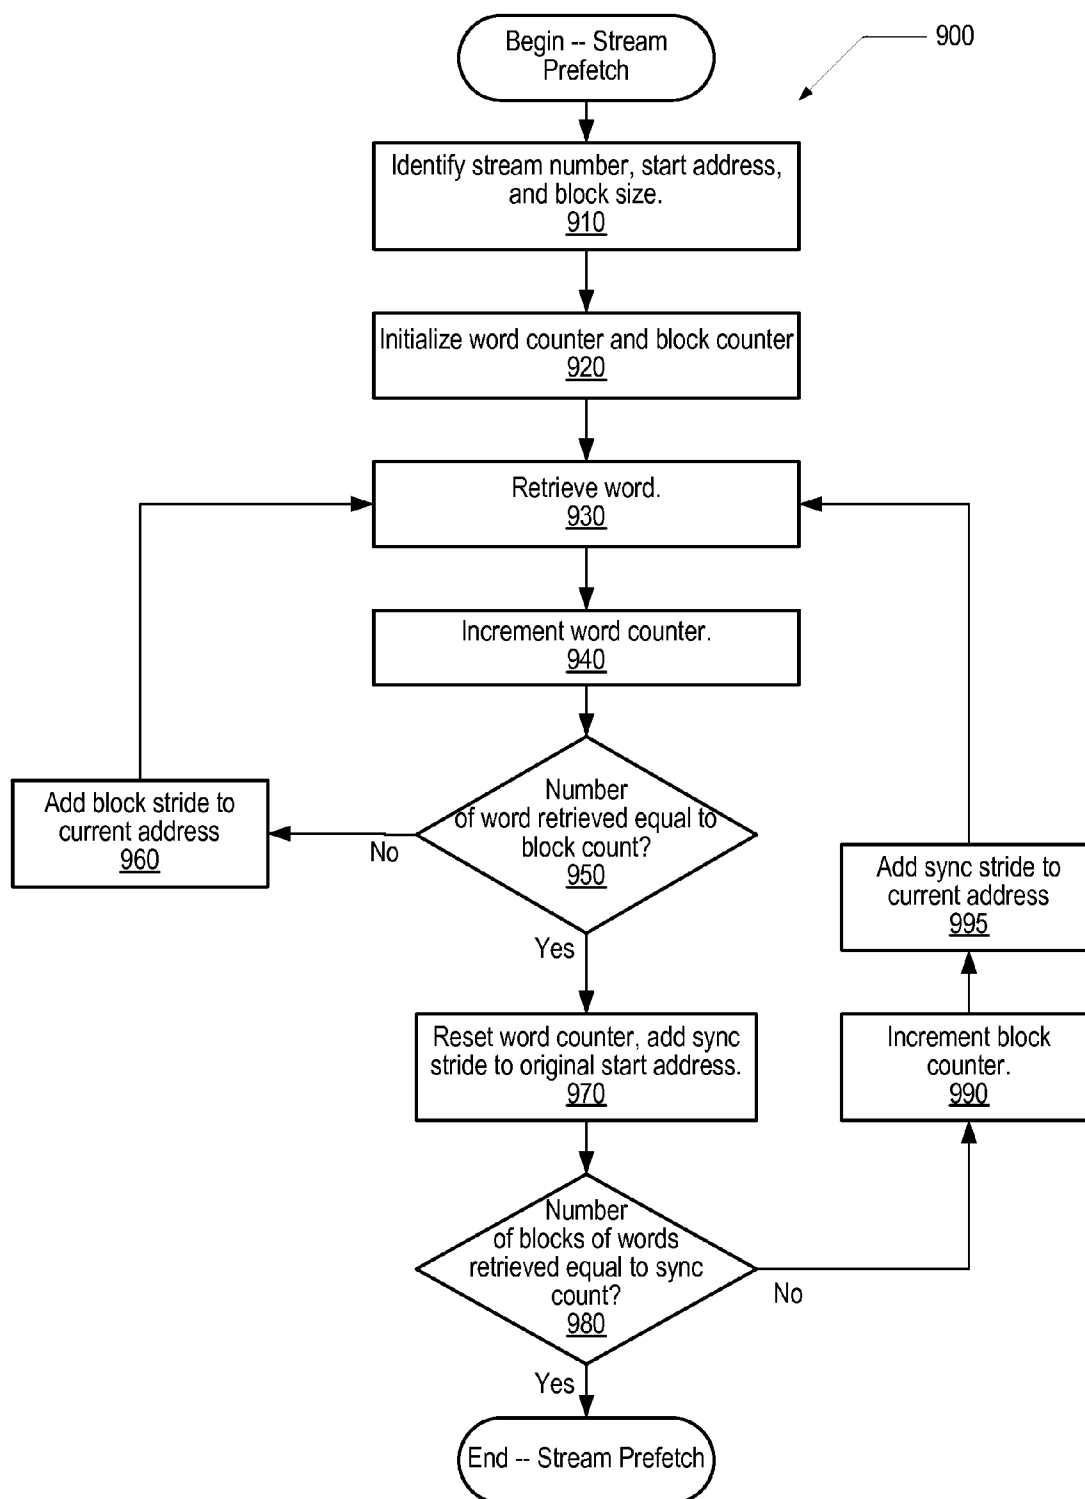 Begin -- Stream
Prefetch
900
Identify stream number, start address,
and block size.
910
Initialize word counter and block counter
920
Retrieve word.
930
Increment word counter.
940
Number
of word retrieved equal to
block count?
950
No
Add block stride to
current address
960
Yes
Add sync stride to
current address
995
Reset word counter, add sync
stride to original start address.
970
Increment block
counter.
990
Number
of blocks of words
retrieved equal to sync
count?
980
No
Yes
End -- Stream Prefetch